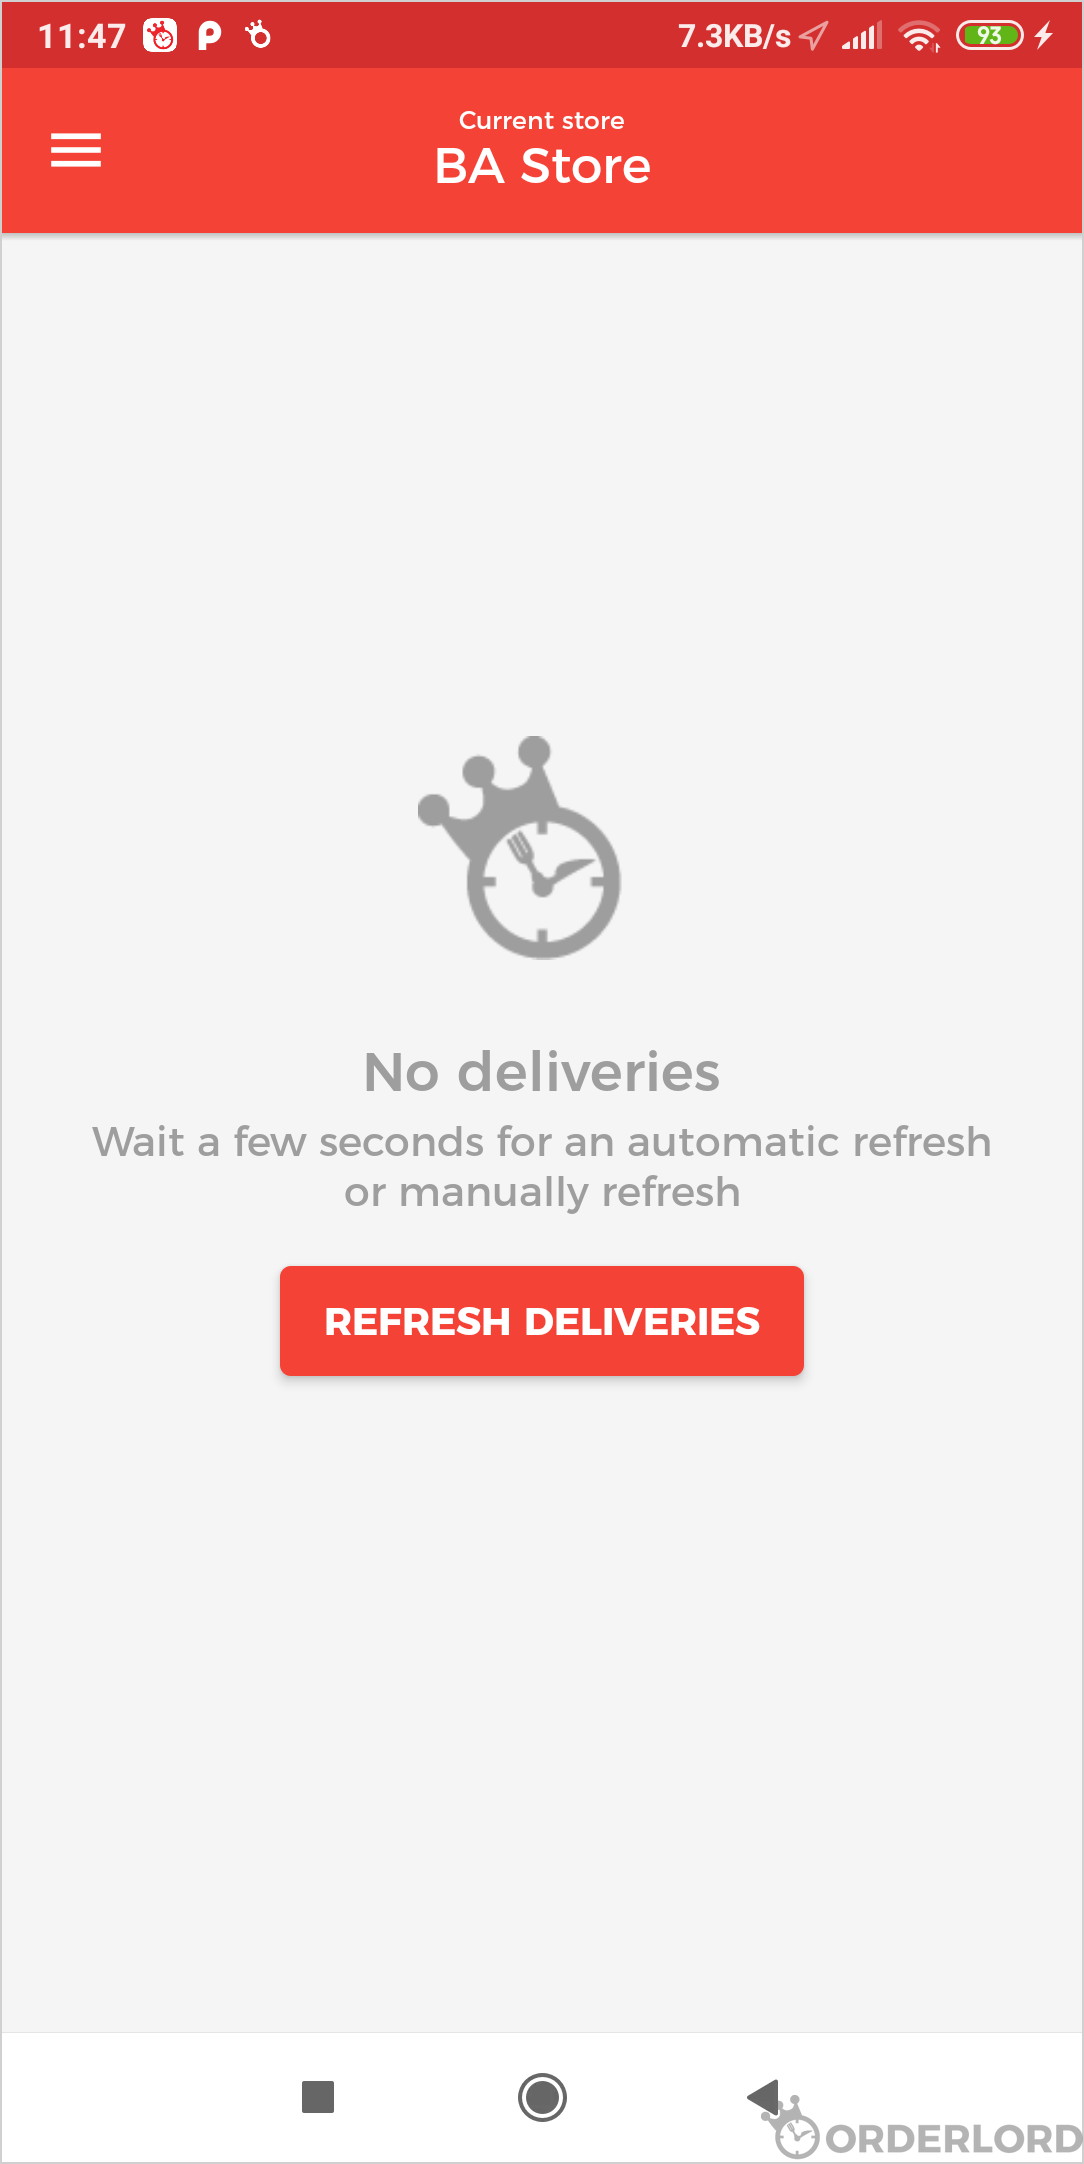 11:47 7.3KB/s 93
Current store
BA Store
No deliveries
Wait a few seconds for an automatic refresh
or manually refresh
REFRESH DELIVERIES
ORDERLORD